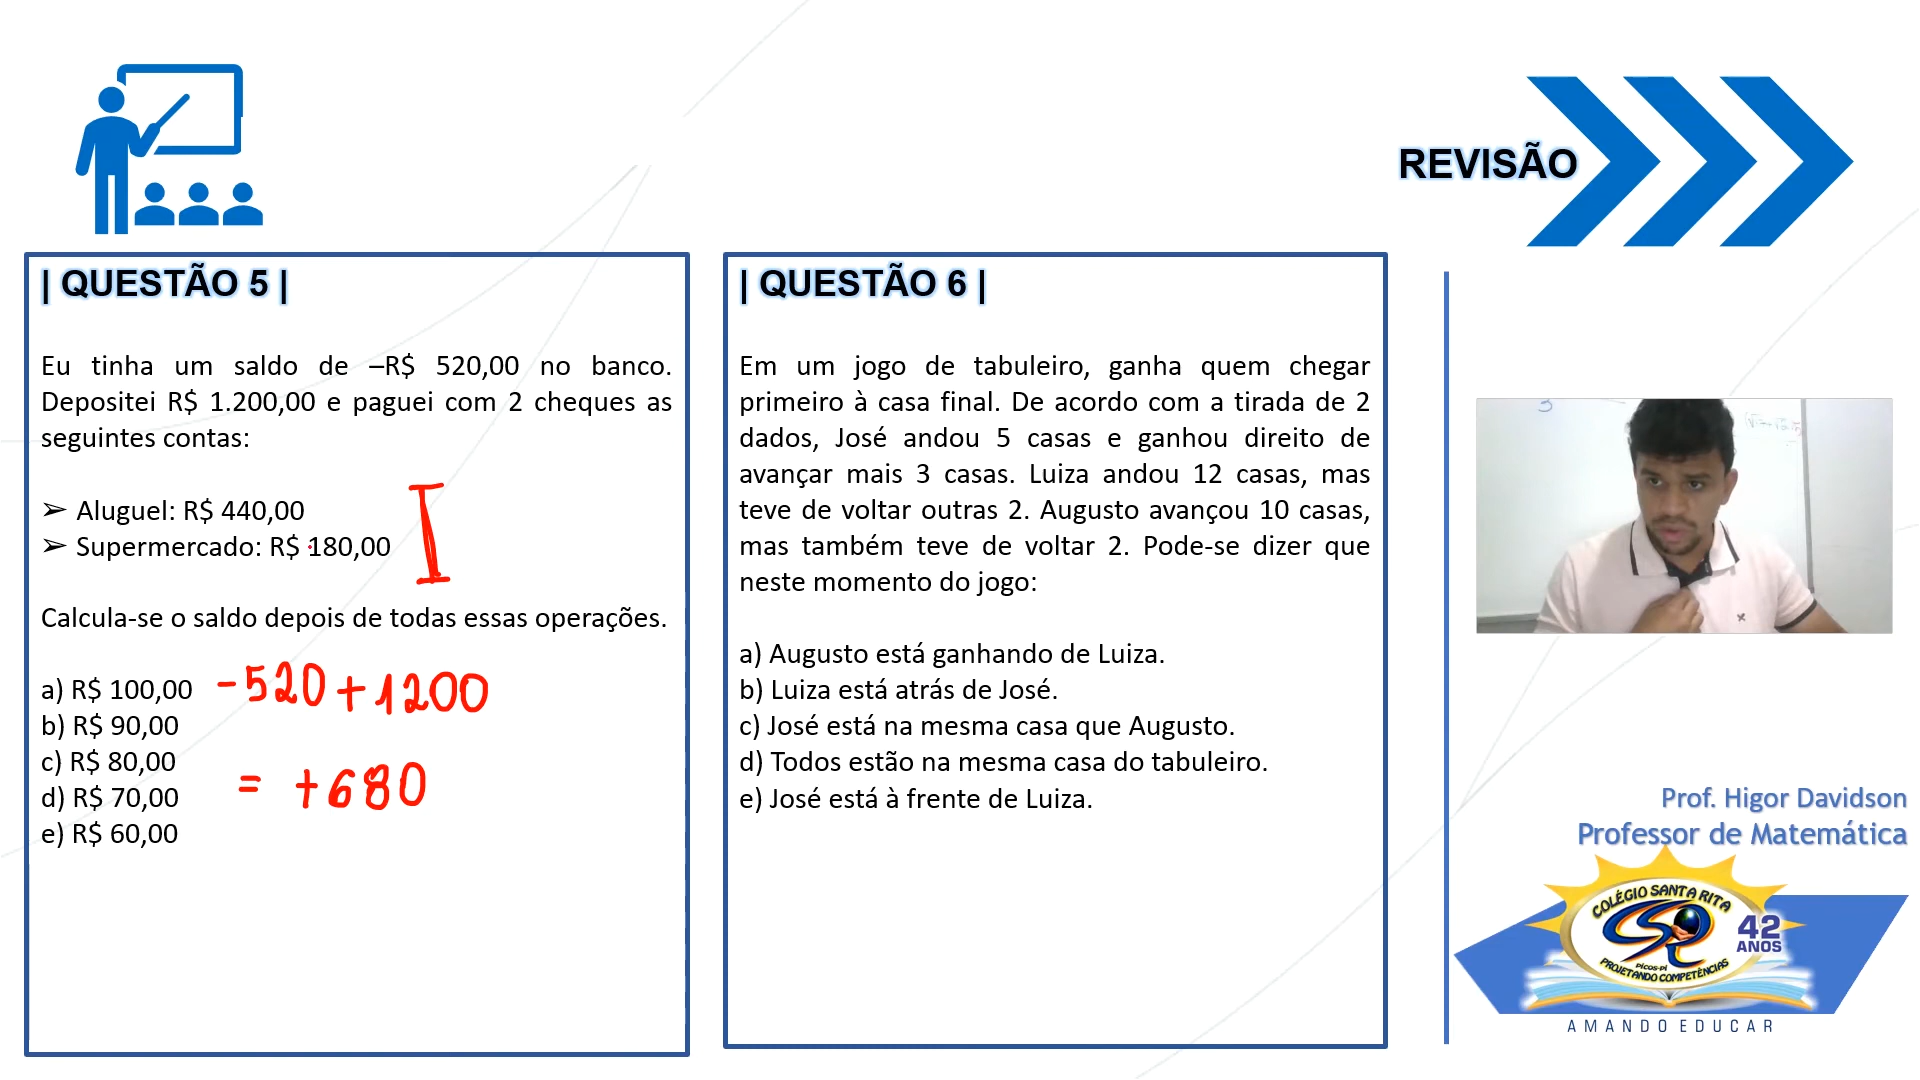 REVISÃO
| QUESTÃO 5 |
Eu tinha um saldo de –R$ 520,00 no banco.
Depositei R$ 1.200,00 e paguei com 2 cheques as
seguintes contas:
➢ Aluguel: R$ 440,00
➢ Supermercado: R$ 180,00
Calcula-se o saldo depois de todas essas operações.
a) R$ 100,00
b) R$ 90,00
c) R$ 80,00
d) R$ 70,00
e) R$ 60,00
-520 + 1200
= +680
| QUESTÃO 6 |
Em um jogo de tabuleiro, ganha quem chegar
primeiro à casa final. De acordo com a tirada de 2
dados, José andou 5 casas e ganhou direito de
avançar mais 3 casas. Luiza andou 12 casas, mas
teve de voltar outras 2. Augusto avançou 10 casas,
mas também teve de voltar 2. Pode-se dizer que
neste momento do jogo:
a) Augusto está ganhando de Luiza.
b) Luiza está atrás de José.
c) José está na mesma casa que Augusto.
d) Todos estão na mesma casa do tabuleiro.
e) José está à frente de Luiza.
Prof. Higor Davidson
Professor de Matemática
COLÉGIO SANTA RITA
42
ANOS
PICOS-PI
PROJETANDO COMPETÊNCIAS
AMANDO EDUCAR